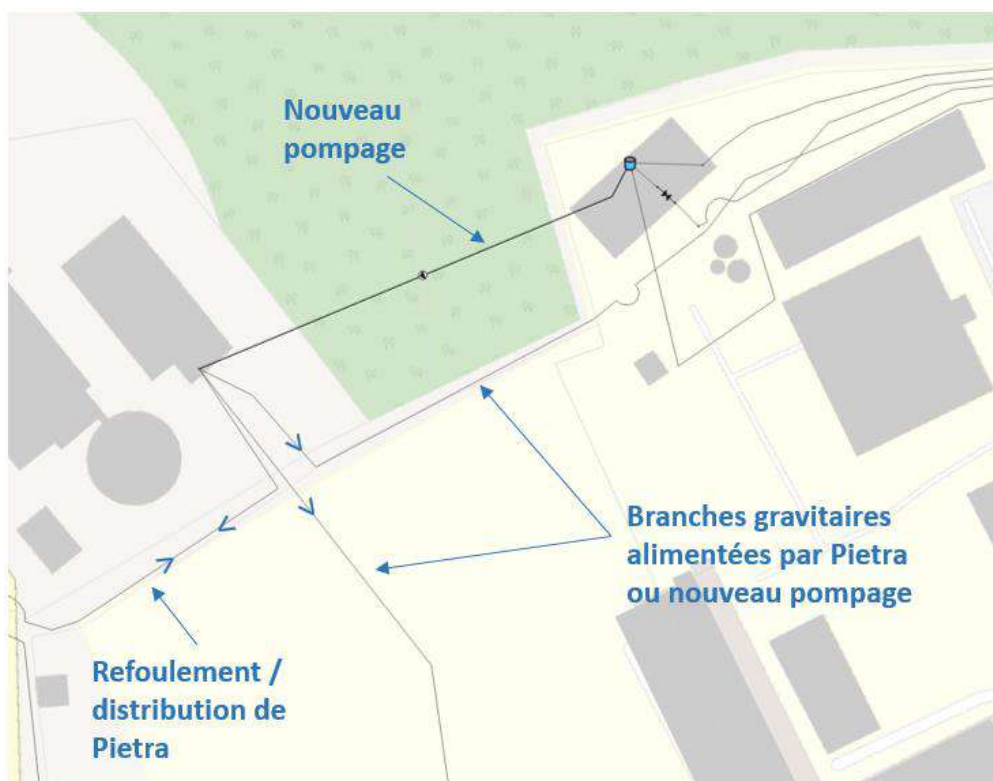 Nouveau
pompage
Branches gravitaires
alimentées par Pietra
ou nouveau pompage
Refoulement /
distribution de
Pietra